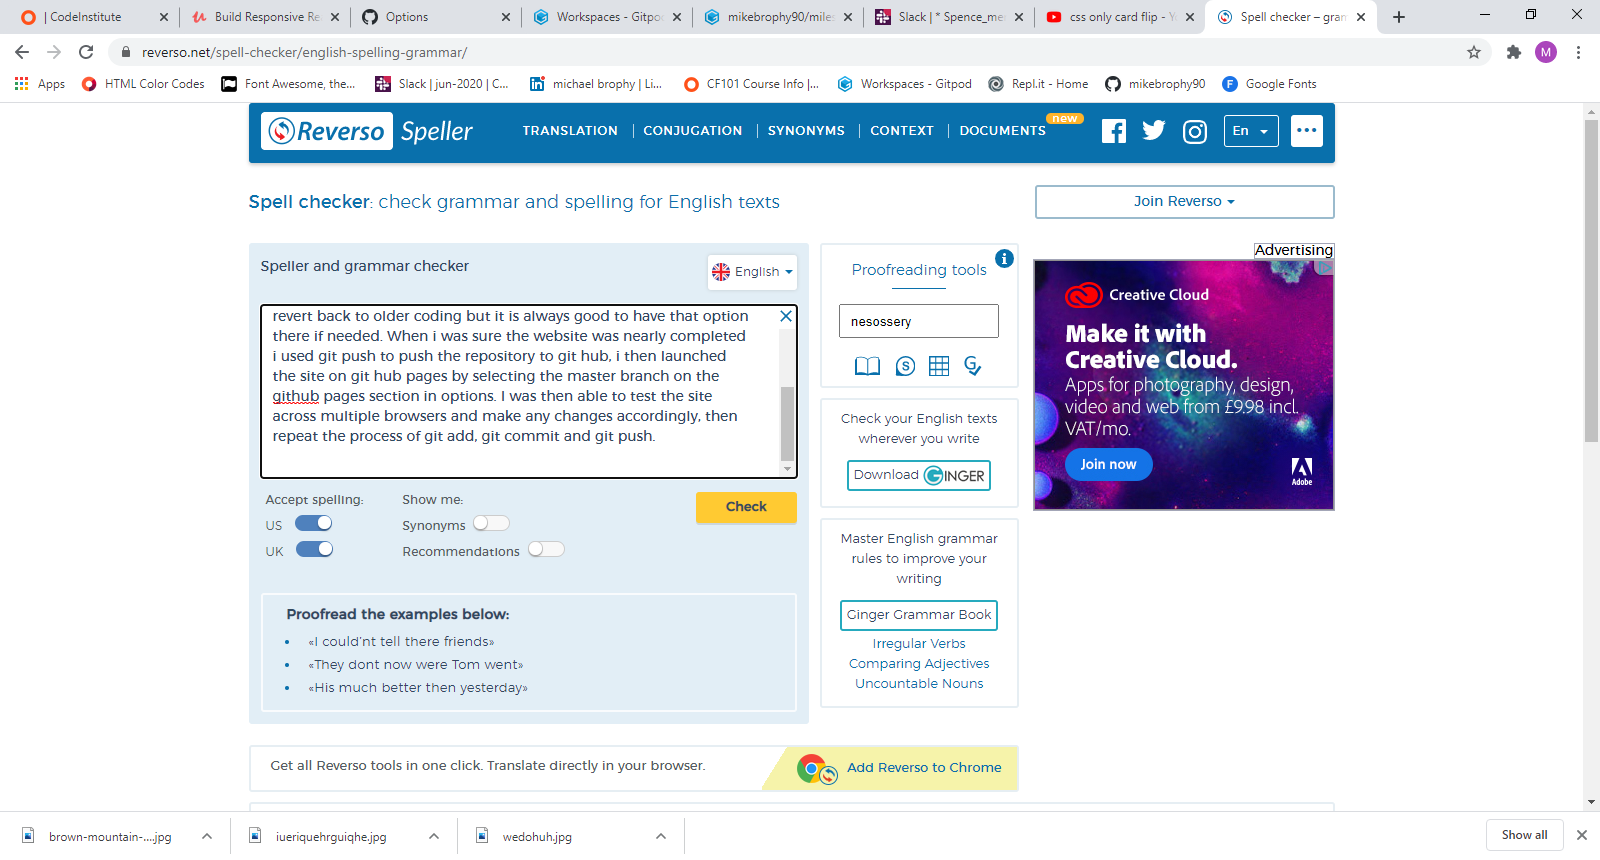 | CodeInstitute
Build Responsive Re
Options
Workspaces - Gitpo
mikebrophy90/miles
Slack | * Spence_me
css only card flip - Y
Spell checker – gran
reverso.net/spell-checker/english-spelling-grammar/
M
Apps
HTML Color Codes
Font Awesome, the...
Slack | jun-2020 | C...
michael brophy | Li...
CF101 Course Info |...
Workspaces - Gitpod
Repl.it - Home
mikebrophy90
Google Fonts
Reverso Speller
TRANSLATION
CONJUGATION
SYNONYMS
CONTEXT
DOCUMENTS
new
En
Spell checker: check grammar and spelling for English texts
Join Reverso
Speller and grammar checker
English
revert back to older coding but it is always good to have that option
there if needed. When i was sure the website was nearly completed
i used git push to push the repository to git hub, i then launched
the site on git hub pages by selecting the master branch on the
github pages section in options. I was then able to test the site
across multiple browsers and make any changes accordingly, then
repeat the process of git add, git commit and git push.
Accept spelling:
US
UK
Show me:
Synonyms
Recommendations
Check
Proofread the examples below:
• «I could'nt tell there friends»
• «They dont now were Tom went»
• «His much better then yesterday»
Proofreading tools
nesossery
Check your English texts
wherever you write
Download GINGER
Master English grammar
rules to improve your
writing
Ginger Grammar Book
Irregular Verbs
Comparing Adjectives
Uncountable Nouns
Advertising
Creative Cloud
Make it with
Creative Cloud.
Apps for photography, design,
video and web from £9.98 incl.
VAT/mo.
Join now
Adobe
Get all Reverso tools in one click. Translate directly in your browser.
Add Reverso to Chrome
brown-mountain-....jpg
iueriquehrguiqhe.jpg
wedohuh.jpg
Show all